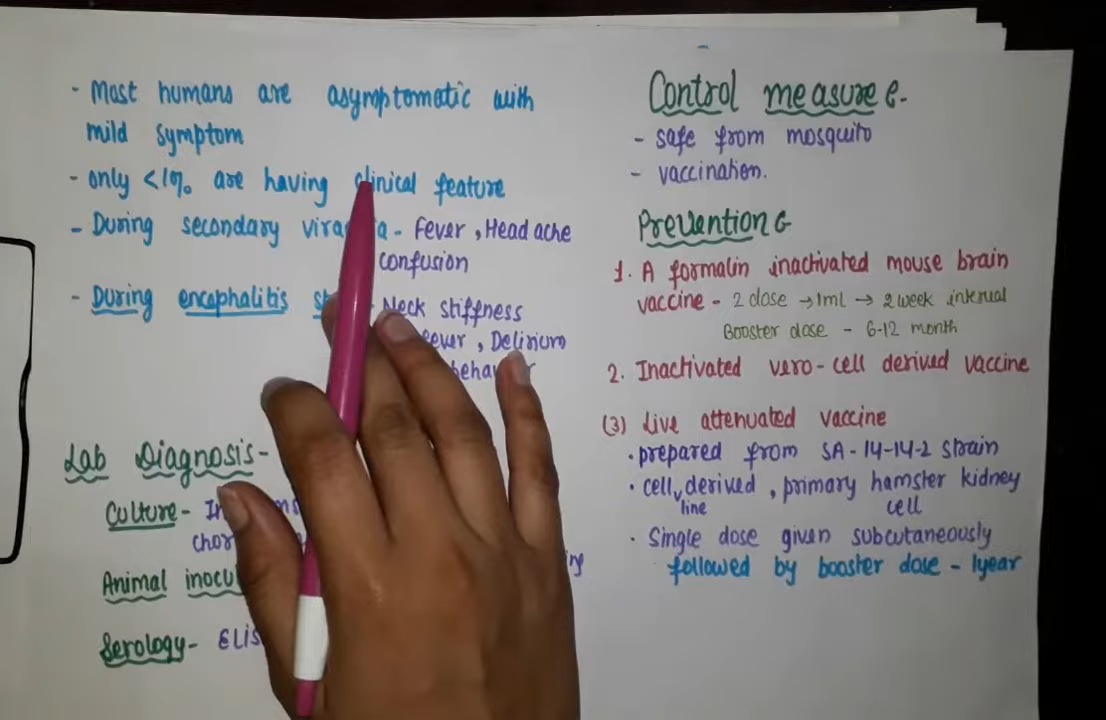 - Most humans are asymptomatic with
mild symptom
- only <1% are having clinical feature
- During secondary - Fever, Headache
confusion
- During encephalitis Neck stiffness
Fever, Delirium
Lab Diagnosis-
Culture-
Animal
Serology-
Control measure-
- safe from mosquito
- vaccination.
Prevention-
1. A formalin inactivated mouse brain
vaccine - 2 dose → 1ml → 2 week interval
Booster dose - 6-12 month
2. Inactivated vero-cell derived vaccine
(3) Live attenuated vaccine
• prepared from SA-14-14-2 strain
• cell line derived, primary hamster kidney
cell
• Single dose given subcutaneously
followed by booster dose - 1year